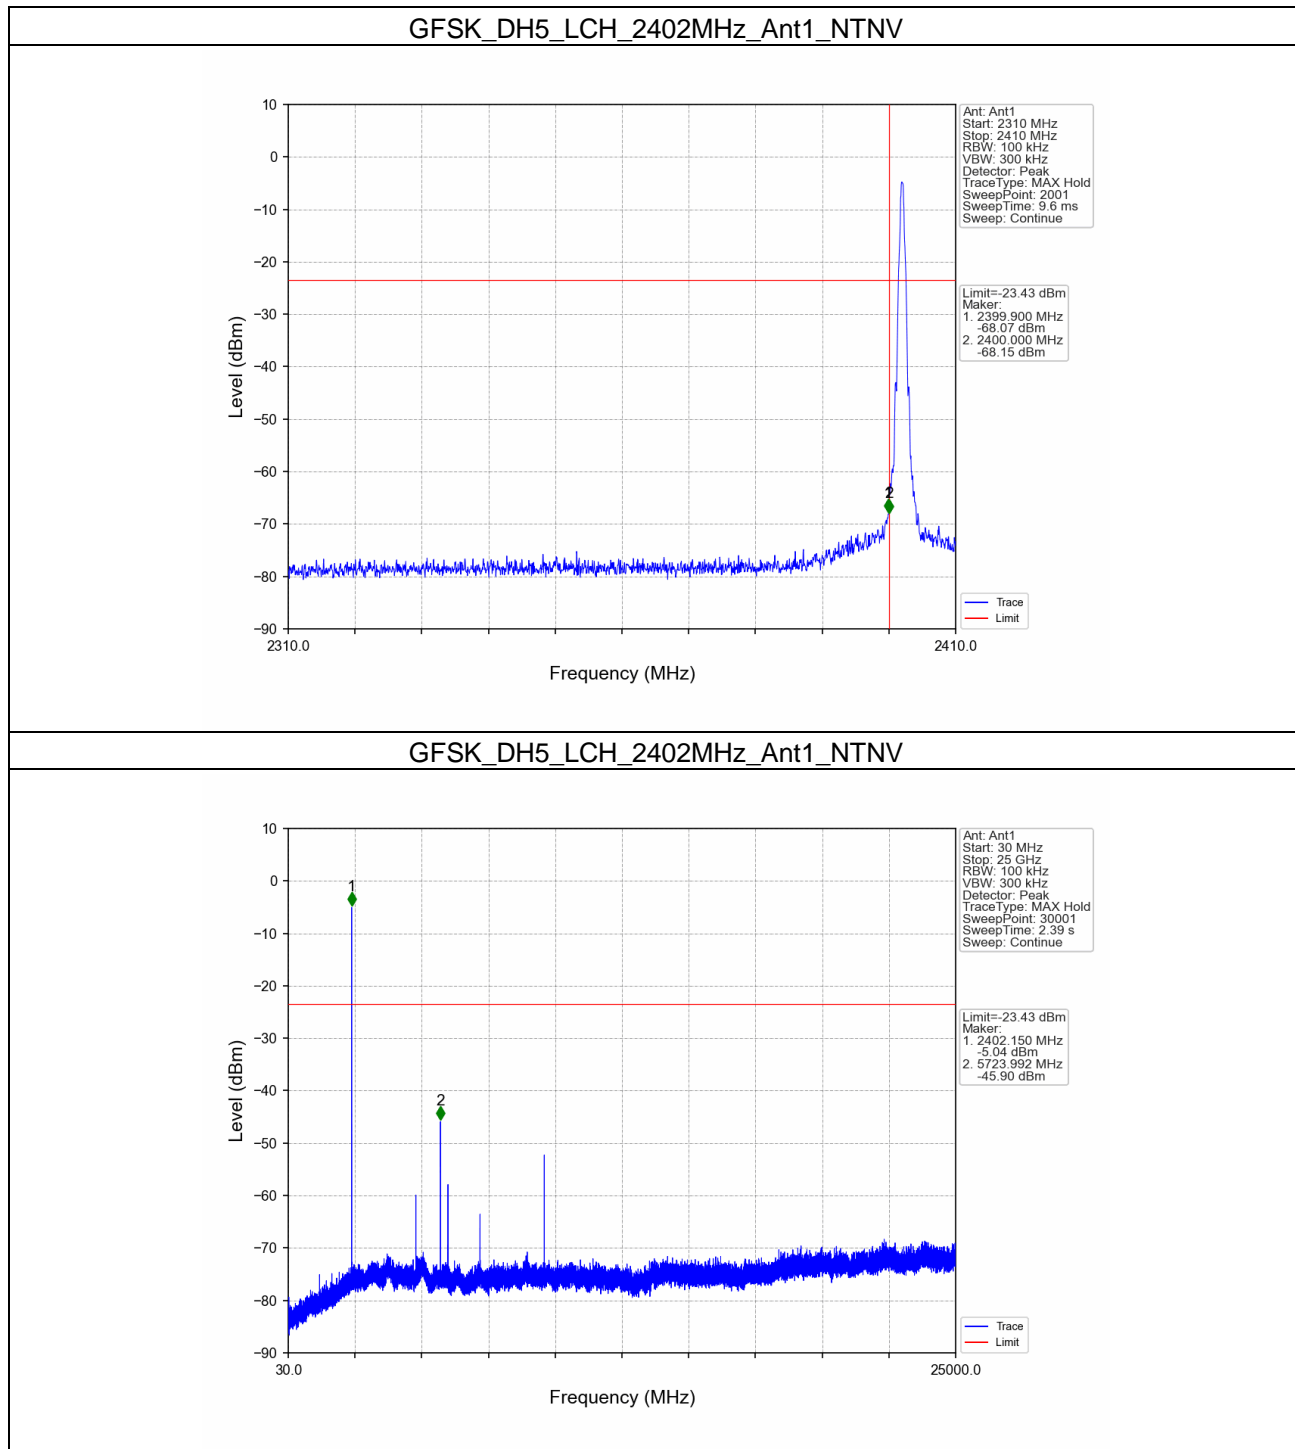 GFSK_DH5_LCH_2402MHz_Ant1_NTNV
10
0
−10
−20
−30
−40
−50
−60
−70
−80
−90
Level (dBm)
2310.0
2410.0
Frequency (MHz)
1
2
Ant: Ant1
Start: 2310 MHz
Stop: 2410 MHz
RBW: 100 kHz
VBW: 300 kHz
Detector: Peak
TraceType: MAX Hold
SweepPoint: 2001
SweepTime: 9.6 ms
Sweep: Continue
Limit=-23.43 dBm
Maker:
1. 2399.900 MHz
-68.07 dBm
2. 2400.000 MHz
-68.15 dBm
Trace
Limit
GFSK_DH5_LCH_2402MHz_Ant1_NTNV
10
0
−10
−20
−30
−40
−50
−60
−70
−80
−90
Level (dBm)
30.0
25000.0
Frequency (MHz)
1
2
Ant: Ant1
Start: 30 MHz
Stop: 25 GHz
RBW: 100 kHz
VBW: 300 kHz
Detector: Peak
TraceType: MAX Hold
SweepPoint: 30001
SweepTime: 2.39 s
Sweep: Continue
Limit=-23.43 dBm
Maker:
1. 2402.150 MHz
-5.04 dBm
2. 5723.992 MHz
-45.90 dBm
Trace
Limit